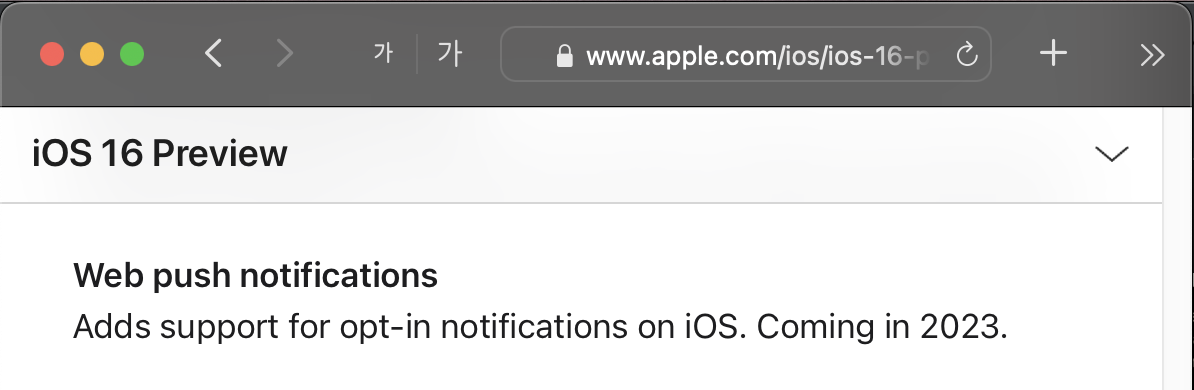 가 가 www.apple.com/ios/ios-16-p
iOS 16 Preview
Web push notifications
Adds support for opt-in notifications on iOS. Coming in 2023.